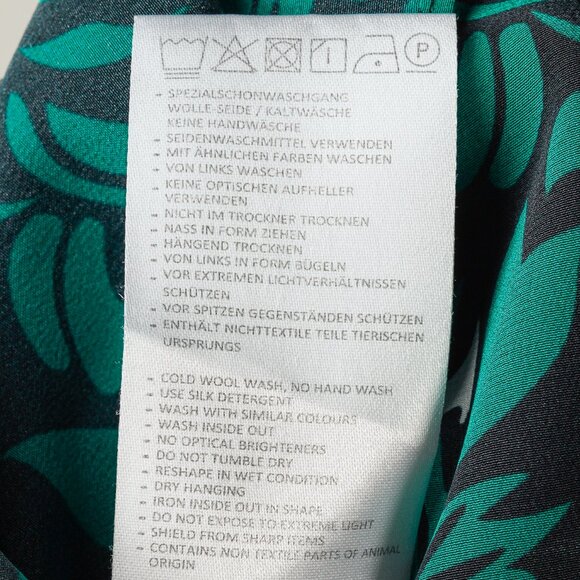 P
- SPEZIALSCHONWASCHGANG
WOLLE-SEIDE / KALTWÄSCHE
KEINE HANDWÄSCHE
- SEIDENWASCHMITTEL VERWENDEN
- MIT ÄHNLICHEN FARBEN WASCHEN
- VON LINKS WASCHEN
- KEINE OPTISCHEN AUFHELLER
VERWENDEN
- NICHT IM TROCKNER TROCKNEN
- NASS IN FORM ZIEHEN
- HÄNGEND TROCKNEN
- VON LINKS IN FORM BÜGELN
- VOR EXTREMEN LICHTVERHÄLTNISSEN
SCHÜTZEN
- VOR SPITZEN GEGENSTÄNDEN SCHÜTZEN
- ENTHÄLT NICHTTEXTILE TEILE TIERISCHEN
URSPRUNGS
- COLD WOOL WASH, NO HAND WASH
- USE SILK DETERGENT
- WASH WITH SIMILAR COLOURS
- WASH INSIDE OUT
- NO OPTICAL BRIGHTENERS
- DO NOT TUMBLE DRY
- RESHAPE IN WET CONDITION
- DRY HANGING
- IRON INSIDE OUT IN SHAPE
- DO NOT EXPOSE TO EXTREME LIGHT
- SHIELD FROM SHARP ITEMS
- CONTAINS NON TEXTILE PARTS OF ANIMAL
ORIGIN